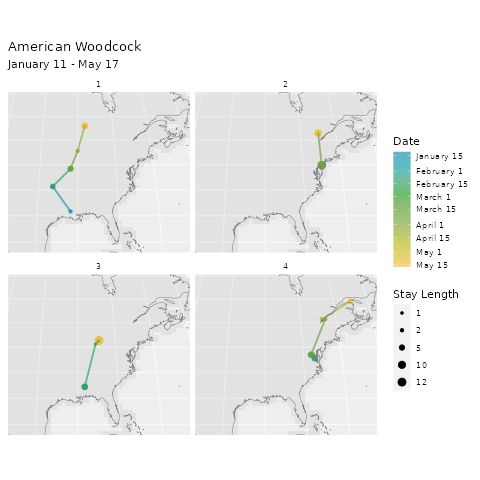 American Woodcock
January 11 - May 17
1
2
3
4
Date
January 15
February 1
February 15
March 1
March 15
April 1
April 15
May 1
May 15
Stay Length
1
2
5
10
12